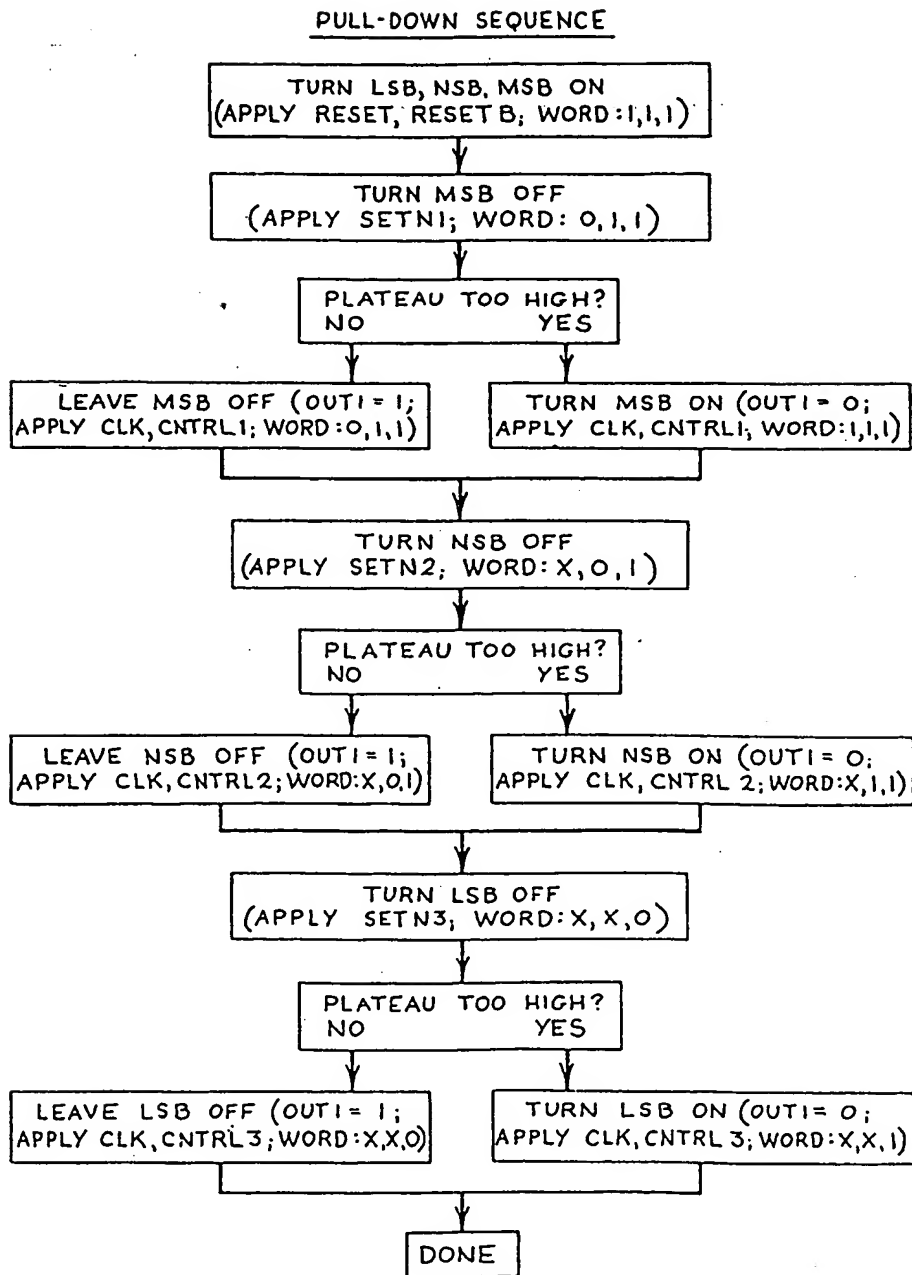 PULL-DOWN SEQUENCE
TURN LSB, NSB, MSB ON
(APPLY RESET, RESET B; WORD:1,1,1)
TURN MSB OFF
(APPLY SETN1; WORD: 0,1,1)
PLATEAU TOO HIGH?
NO YES
LEAVE MSB OFF (OUT1 = 1;
APPLY CLK, CNTRL1; WORD:0,1,1)
TURN MSB ON (OUT1 = 0;
APPLY CLK, CNTRL1; WORD:1,1,1)
TURN NSB OFF
(APPLY SETN2; WORD: X,0,1)
PLATEAU TOO HIGH?
NO YES
LEAVE NSB OFF (OUT1=1;
APPLY CLK, CNTRL2; WORD:X,0,1)
TURN NSB ON (OUT1=0;
APPLY CLK, CNTRL 2; WORD:X,1,1);
TURN LSB OFF
(APPLY SETN3; WORD: X, X,0)
PLATEAU TOO HIGH?
NO YES
LEAVE LSB OFF (OUT1= 1;
APPLY CLK, CNTRL3; WORD:X,X,0)
TURN LSB ON (OUT1= 0;
APPLY CLK, CNTRL 3; WORD:X,X,1)
DONE